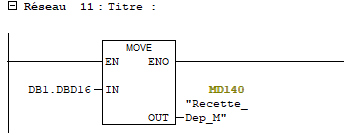 Réseau 11 : Titre :
MOVE
EN ENO
DB1.DBD16 IN MD140
"Recette_
OUT Dep_M"